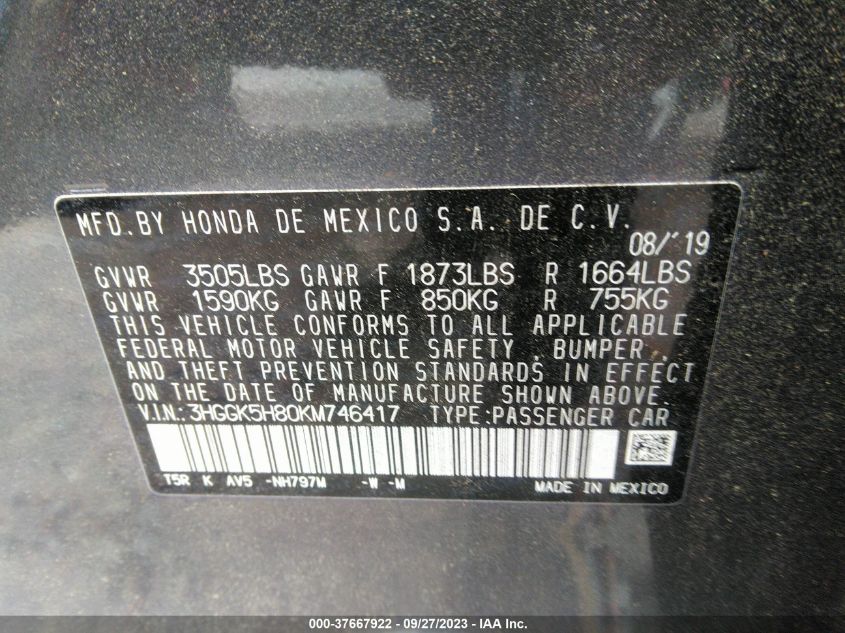 MFD.BY HONDA DE MEXICO S.A. DE C.V.
08/'19
GVWR 3505LBS GAWR F 1873LBS R 1664LBS
GVWR 1590KG GAWR F 850KG R 755KG
THIS VEHICLE CONFORMS TO ALL APPLICABLE
FEDERAL MOTOR VEHICLE SAFETY , BUMPER ,
AND THEFT PREVENTION STANDARDS IN EFFECT
ON THE DATE OF MANUFACTURE SHOWN ABOVE.
V.I.N.:3HGGK5H80KM746417 TYPE:PASSENGER CAR
T5R K AV5 -NH797M -W -M
MADE IN MEXICO
000-37667922 - 09/27/2023 - IAA Inc.